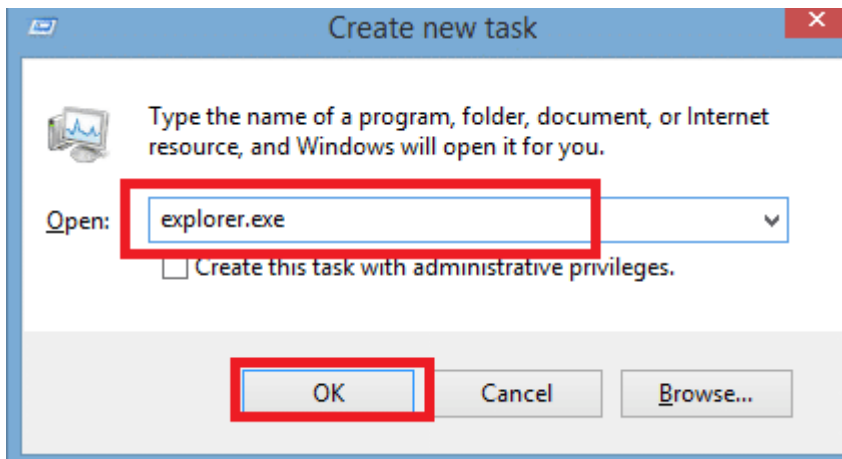 Create new task
Type the name of a program, folder, document, or Internet
resource, and Windows will open it for you.
Open: explorer.exe
Create this task with administrative privileges.
OK Cancel Browse...